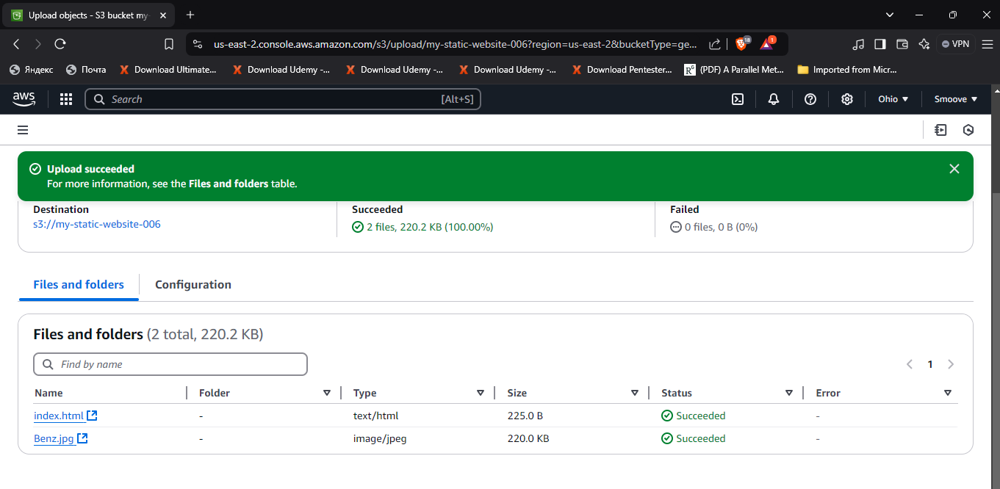 Upload objects - S3 bucket my-
us-east-2.console.aws.amazon.com/s3/upload/my-static-website-006?region=us-east-2&bucketType=ge...
18
1
VPN
Яндекс
Почта
Download Ultimate...
Download Udemy -...
Download Udemy -...
Download Udemy -...
Download Pentester...
R⁶ (PDF) A Parallel Met...
Imported from Micr...
aws
Search
[Alt+S]
Ohio
Smoove
Upload succeeded
For more information, see the Files and folders table.
Destination
s3://my-static-website-006
Succeeded
2 files, 220.2 KB (100.00%)
Failed
0 files, 0 B (0%)
Files and folders
Configuration
Files and folders (2 total, 220.2 KB)
Find by name
1
Name Folder Type Size Status Error
index.html - text/html 225.0 B Succeeded -
Benz.jpg - image/jpeg 220.0 KB Succeeded -